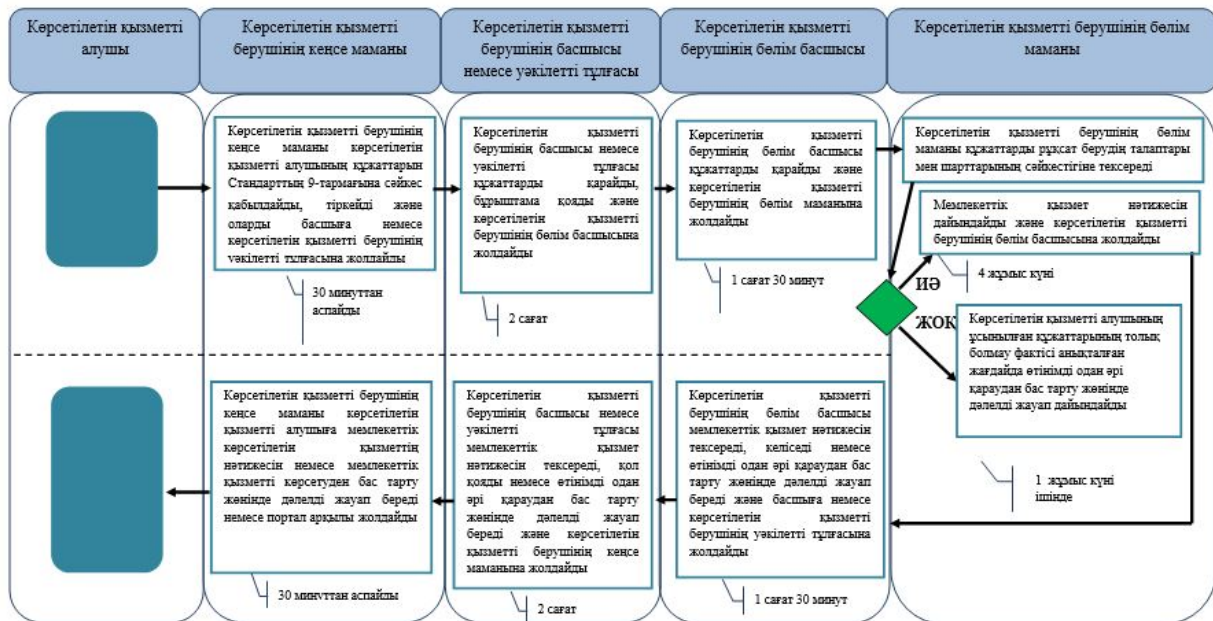 Көрсетілетін қызметті
алушы
Көрсетілетін қызметті
берушінің кеңсе маманы
Көрсетілетін қызметті
берушінің басшысы
немесе уәкілетті тұлғасы
Көрсетілетін қызметті
берушінің бөлім басшысы
Көрсетілетін қызметті берушінің бөлім
маманы
Көрсетілетін қызметті берушінің
кеңсе маманы көрсетілетін
қызметті алушының құжаттарын
Стандарттың 9-тармағына сәйкес
қабылдайды, тіркейді және
оларды басшыға немесе
көрсетілетін қызметті берушінің
уәкілетті тұлғасына жолдайды
30 минуттан
аспайды
Көрсетілетін қызметті
берушінің басшысы немесе
уәкілетті тұлғасы
құжаттарды қарайды,
бұрыштама қояды және
көрсетілетін қызметті
берушінің бөлім басшысына
жолдайды
2 сағат
Көрсетілетін қызметті
берушінің бөлім басшысы
құжаттарды қарайды және
көрсетілетін қызметті
берушінің бөлім маманына
жолдайды
1 сағат 30 минут
Көрсетілетін қызметті берушінің бөлім
маманы құжаттарды рұқсат берудің талаптары
мен шарттарының сәйкестігіне тексереді
Мемлекеттік қызмет нәтижесін
дайындайды және көрсетілетін қызметті
берушінің бөлім басшысына жолдайды
4 жұмыс күні
ИӘ
ЖОҚ
Көрсетілетін қызметті алушының
ұсынылған құжаттарының толық
болмау фактісі анықталған
жағдайда өтінімді одан әрі
қараудан бас тарту жөнінде
дәлелді жауап дайындайды
1 жұмыс күні
ішінде
Көрсетілетін қызметті берушінің
кеңсе маманы көрсетілетін
қызметті алушыға мемлекеттік
көрсетілетін қызметтің
нәтижесін немесе мемлекеттік
қызметті көрсетуден бас тарту
жөнінде дәлелді жауап береді
немесе портал арқылы жолдайды
30 минуттан аспайды
Көрсетілетін қызметті
берушінің басшысы немесе
уәкілетті тұлғасы
мемлекеттік қызмет
нәтижесін тексереді, қол
қояды немесе өтінімді одан
әрі қараудан бас тарту
жөнінде дәлелді жауап
береді және көрсетілетін
қызметті берушінің кеңсе
маманына жолдайды
2 сағат
Көрсетілетін қызметті
берушінің бөлім басшысы
мемлекеттік қызмет нәтижесін
тексереді, келіседі немесе
өтінімді одан әрі қараудан бас
тарту жөнінде дәлелді жауап
береді және басшыға немесе
көрсетілетін қызметті
берушінің уәкілетті тұлғасына
жолдайды
1 сағат 30 минут